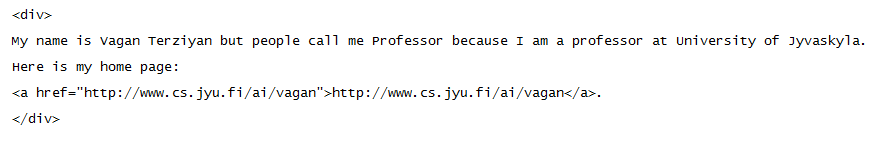 <div>
My name is Vagan Terziyan but people call me Professor because I am a professor at University of Jyvaskyla.
Here is my home page:
<a href="http://www.cs.jyu.fi/ai/vagan">http://www.cs.jyu.fi/ai/vagan</a>.
</div>